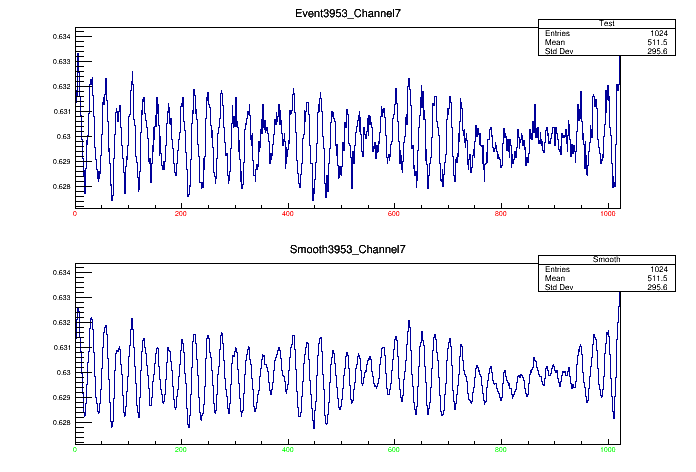 Event3953_Channel7
Test
Entries 1024
Mean 511.5
Std Dev 295.6
0.634
0.633
0.632
0.631
0.63
0.629
0.628
0 200 400 600 800 1000
Smooth3953_Channel7
Smooth
Entries 1024
Mean 511.5
Std Dev 295.6
0.634
0.633
0.632
0.631
0.63
0.629
0.628
0 200 400 600 800 1000